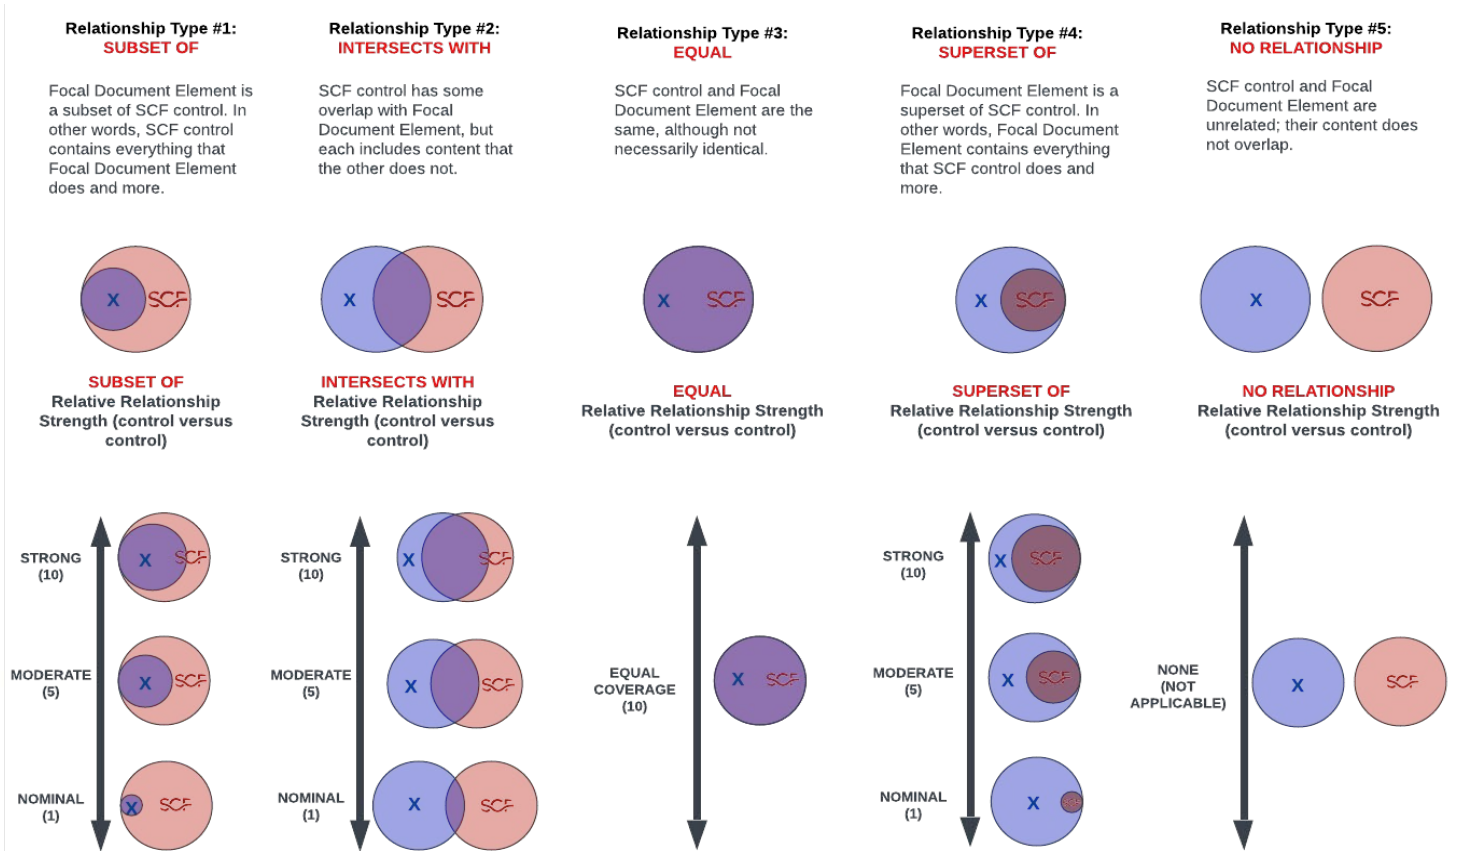 Relationship Type #1:
SUBSET OF
Focal Document Element is
a subset of SCF control. In
other words, SCF control
contains everything that
Focal Document Element
does and more.
X SCF
SUBSET OF
Relative Relationship
Strength (control versus
control)
STRONG
(10)
X SCF
MODERATE
(5)
X SCF
NOMINAL
(1)
X SCF
Relationship Type #2:
INTERSECTS WITH
SCF control has some
overlap with Focal
Document Element, but
each includes content that
the other does not.
X SCF
INTERSECTS WITH
Relative Relationship
Strength (control versus
control)
STRONG
(10)
X SCF
MODERATE
(5)
X SCF
NOMINAL
(1)
X SCF
Relationship Type #3:
EQUAL
SCF control and Focal
Document Element are the
same, although not
necessarily identical.
X SCF
EQUAL
Relative Relationship Strength
(control versus control)
EQUAL
COVERAGE
(10)
X SCF
Relationship Type #4:
SUPERSET OF
Focal Document Element is a
superset of SCF control. In
other words, Focal Document
Element contains everything
that SCF control does and
more.
X SCF
SUPERSET OF
Relative Relationship Strength
(control versus control)
STRONG
(10)
X SCF
MODERATE
(5)
X SCF
NOMINAL
(1)
X SCF
Relationship Type #5:
NO RELATIONSHIP
SCF control and Focal
Document Element are
unrelated; their content does
not overlap.
X SCF
NO RELATIONSHIP
Relative Relationship Strength
(control versus control)
NONE
(NOT
APPLICABLE)
X SCF